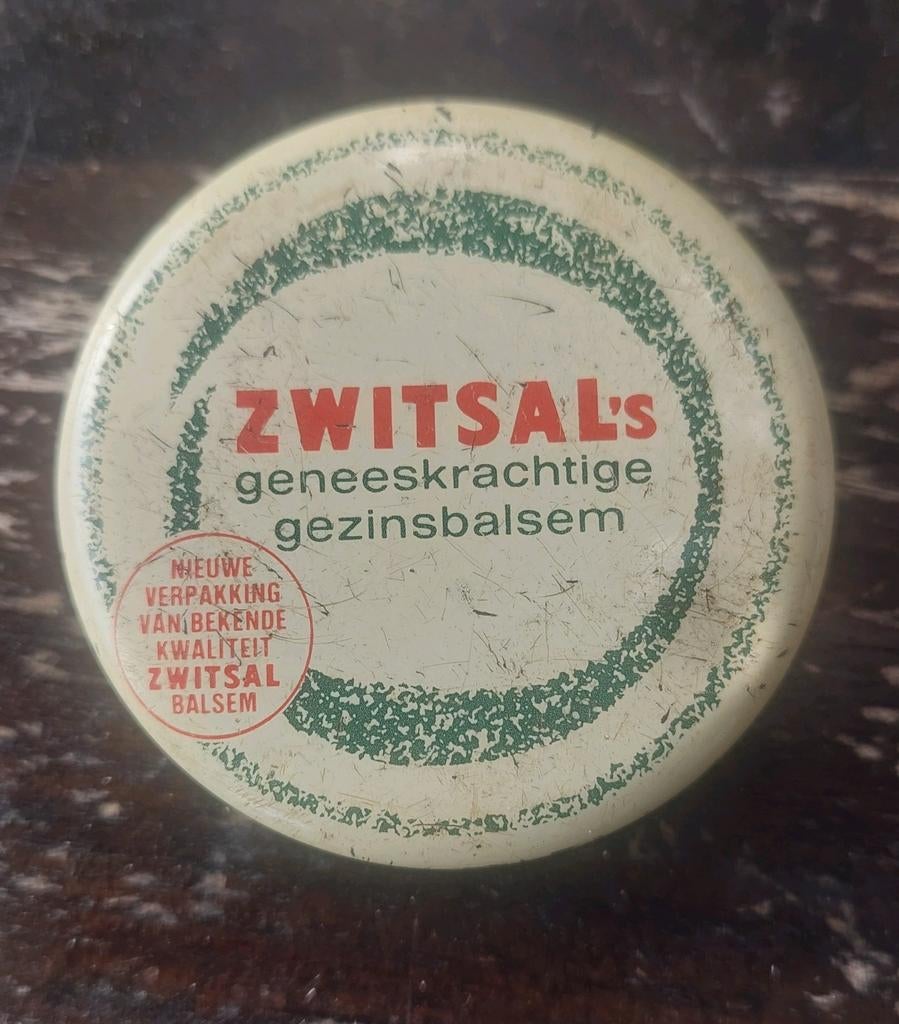 ZWITSAL's
geneeskrachtige
gezinsbalsem
NIEUWE
VERPAKKING
VAN BEKENDE
KWALITEIT
ZWITSAL
BALSEM